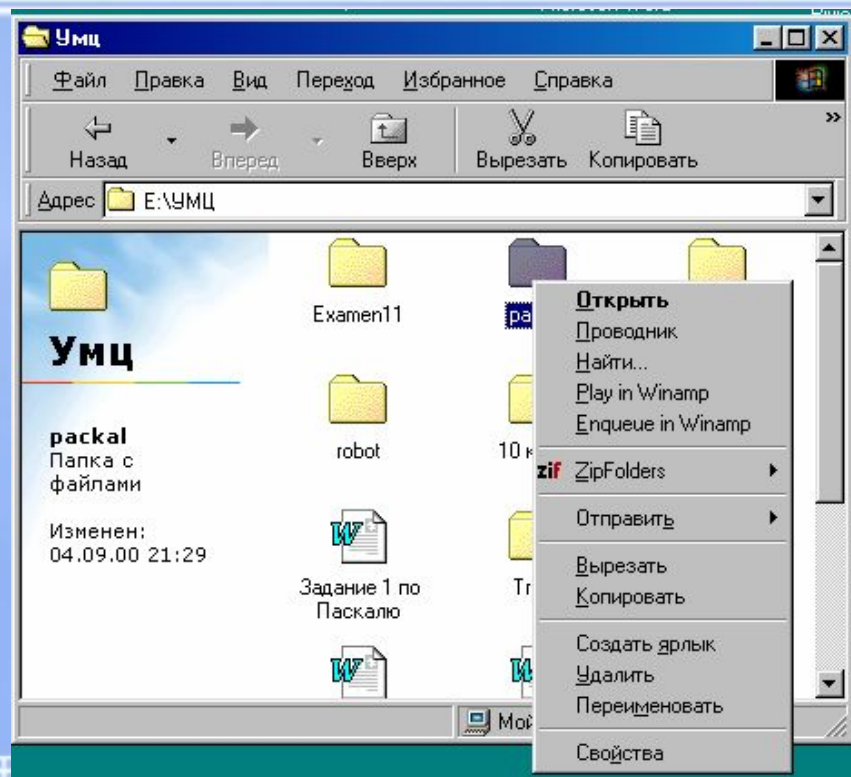 Умц
Файл Правка Вид Переход Избранное Справка
Назад Вперед Вверх Вырезать Копировать »
Адрес E:\УМЦ
Умц
packal
Папка с
файлами
Изменен:
04.09.00 21:29
Examen11
robot
10
Задание 1 по
Паскалю
Открыть
Проводник
Найти...
Play in Winamp
Enqueue in Winamp
zif ZipFolders
Отправить
Вырезать
Копировать
Создать ярлык
Удалить
Переименовать
Свойства